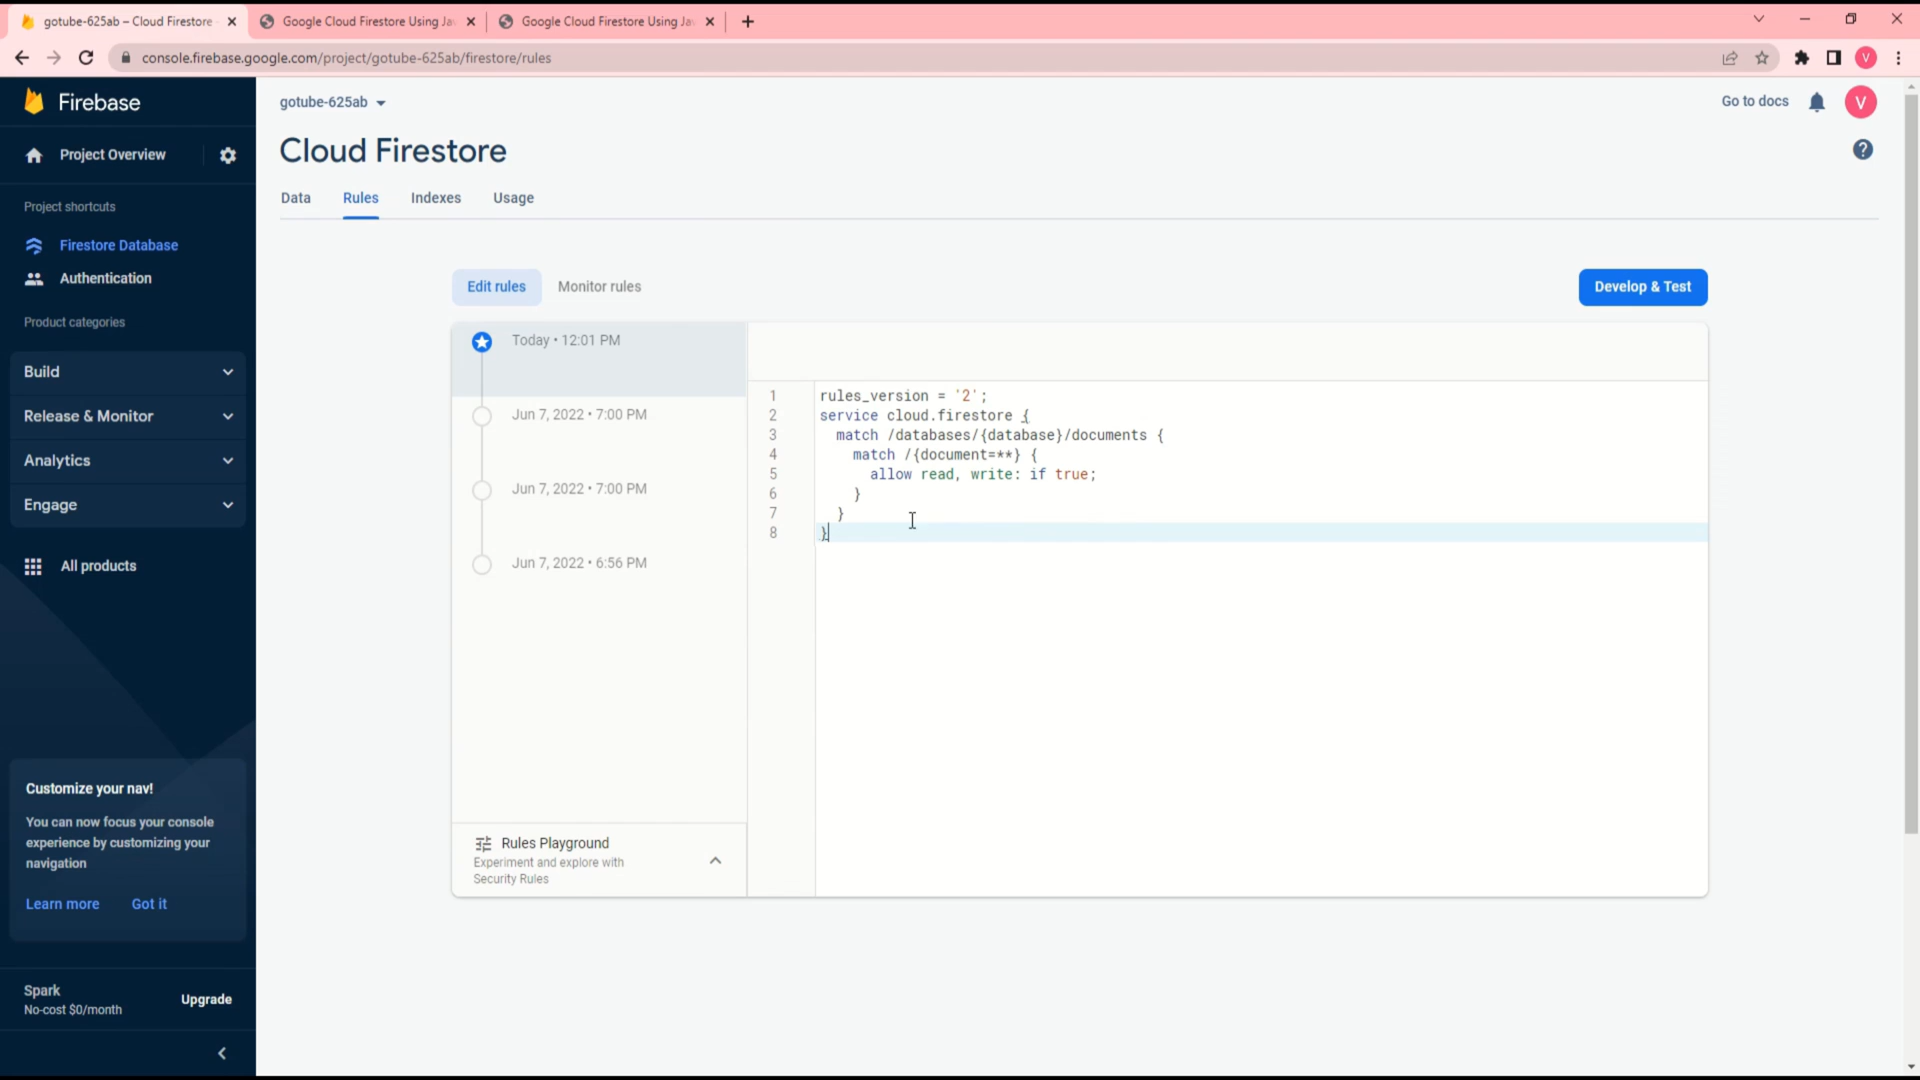 gotube-625ab – Cloud Firestore
Google Cloud Firestore Using Jav
Google Cloud Firestore Using Jav
console.firebase.google.com/project/gotube-625ab/firestore/rules
V
Firebase
gotube-625ab
Go to docs
V
Project Overview
Cloud Firestore
?
Data
Rules
Indexes
Usage
Project shortcuts
Firestore Database
Authentication
Product categories
Build
Release & Monitor
Analytics
Engage
All products
Edit rules
Monitor rules
Develop & Test
Today • 12:01 PM
Jun 7, 2022 • 7:00 PM
Jun 7, 2022 • 7:00 PM
Jun 7, 2022 • 6:56 PM
1 rules_version = '2';
2 service cloud.firestore {
3 match /databases/{database}/documents {
4 match /{document=**} {
5 allow read, write: if true;
6 }
7 }
8 }
Rules Playground
Experiment and explore with
Security Rules
Customize your nav!
You can now focus your console
experience by customizing your
navigation
Learn more
Got it
Spark
No-cost $0/month
Upgrade